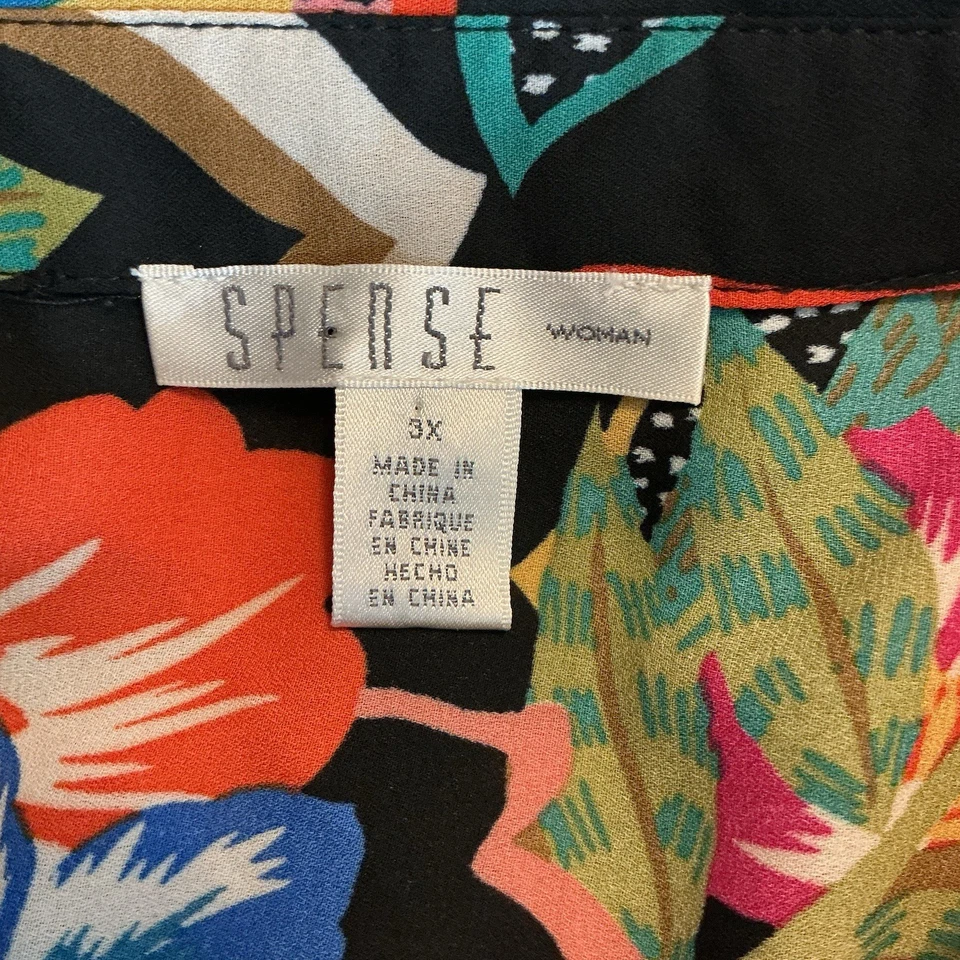 SPENSE WOMAN
3X
MADE IN
CHINA
FABRIQUE
EN CHINE
HECHO
EN CHINA